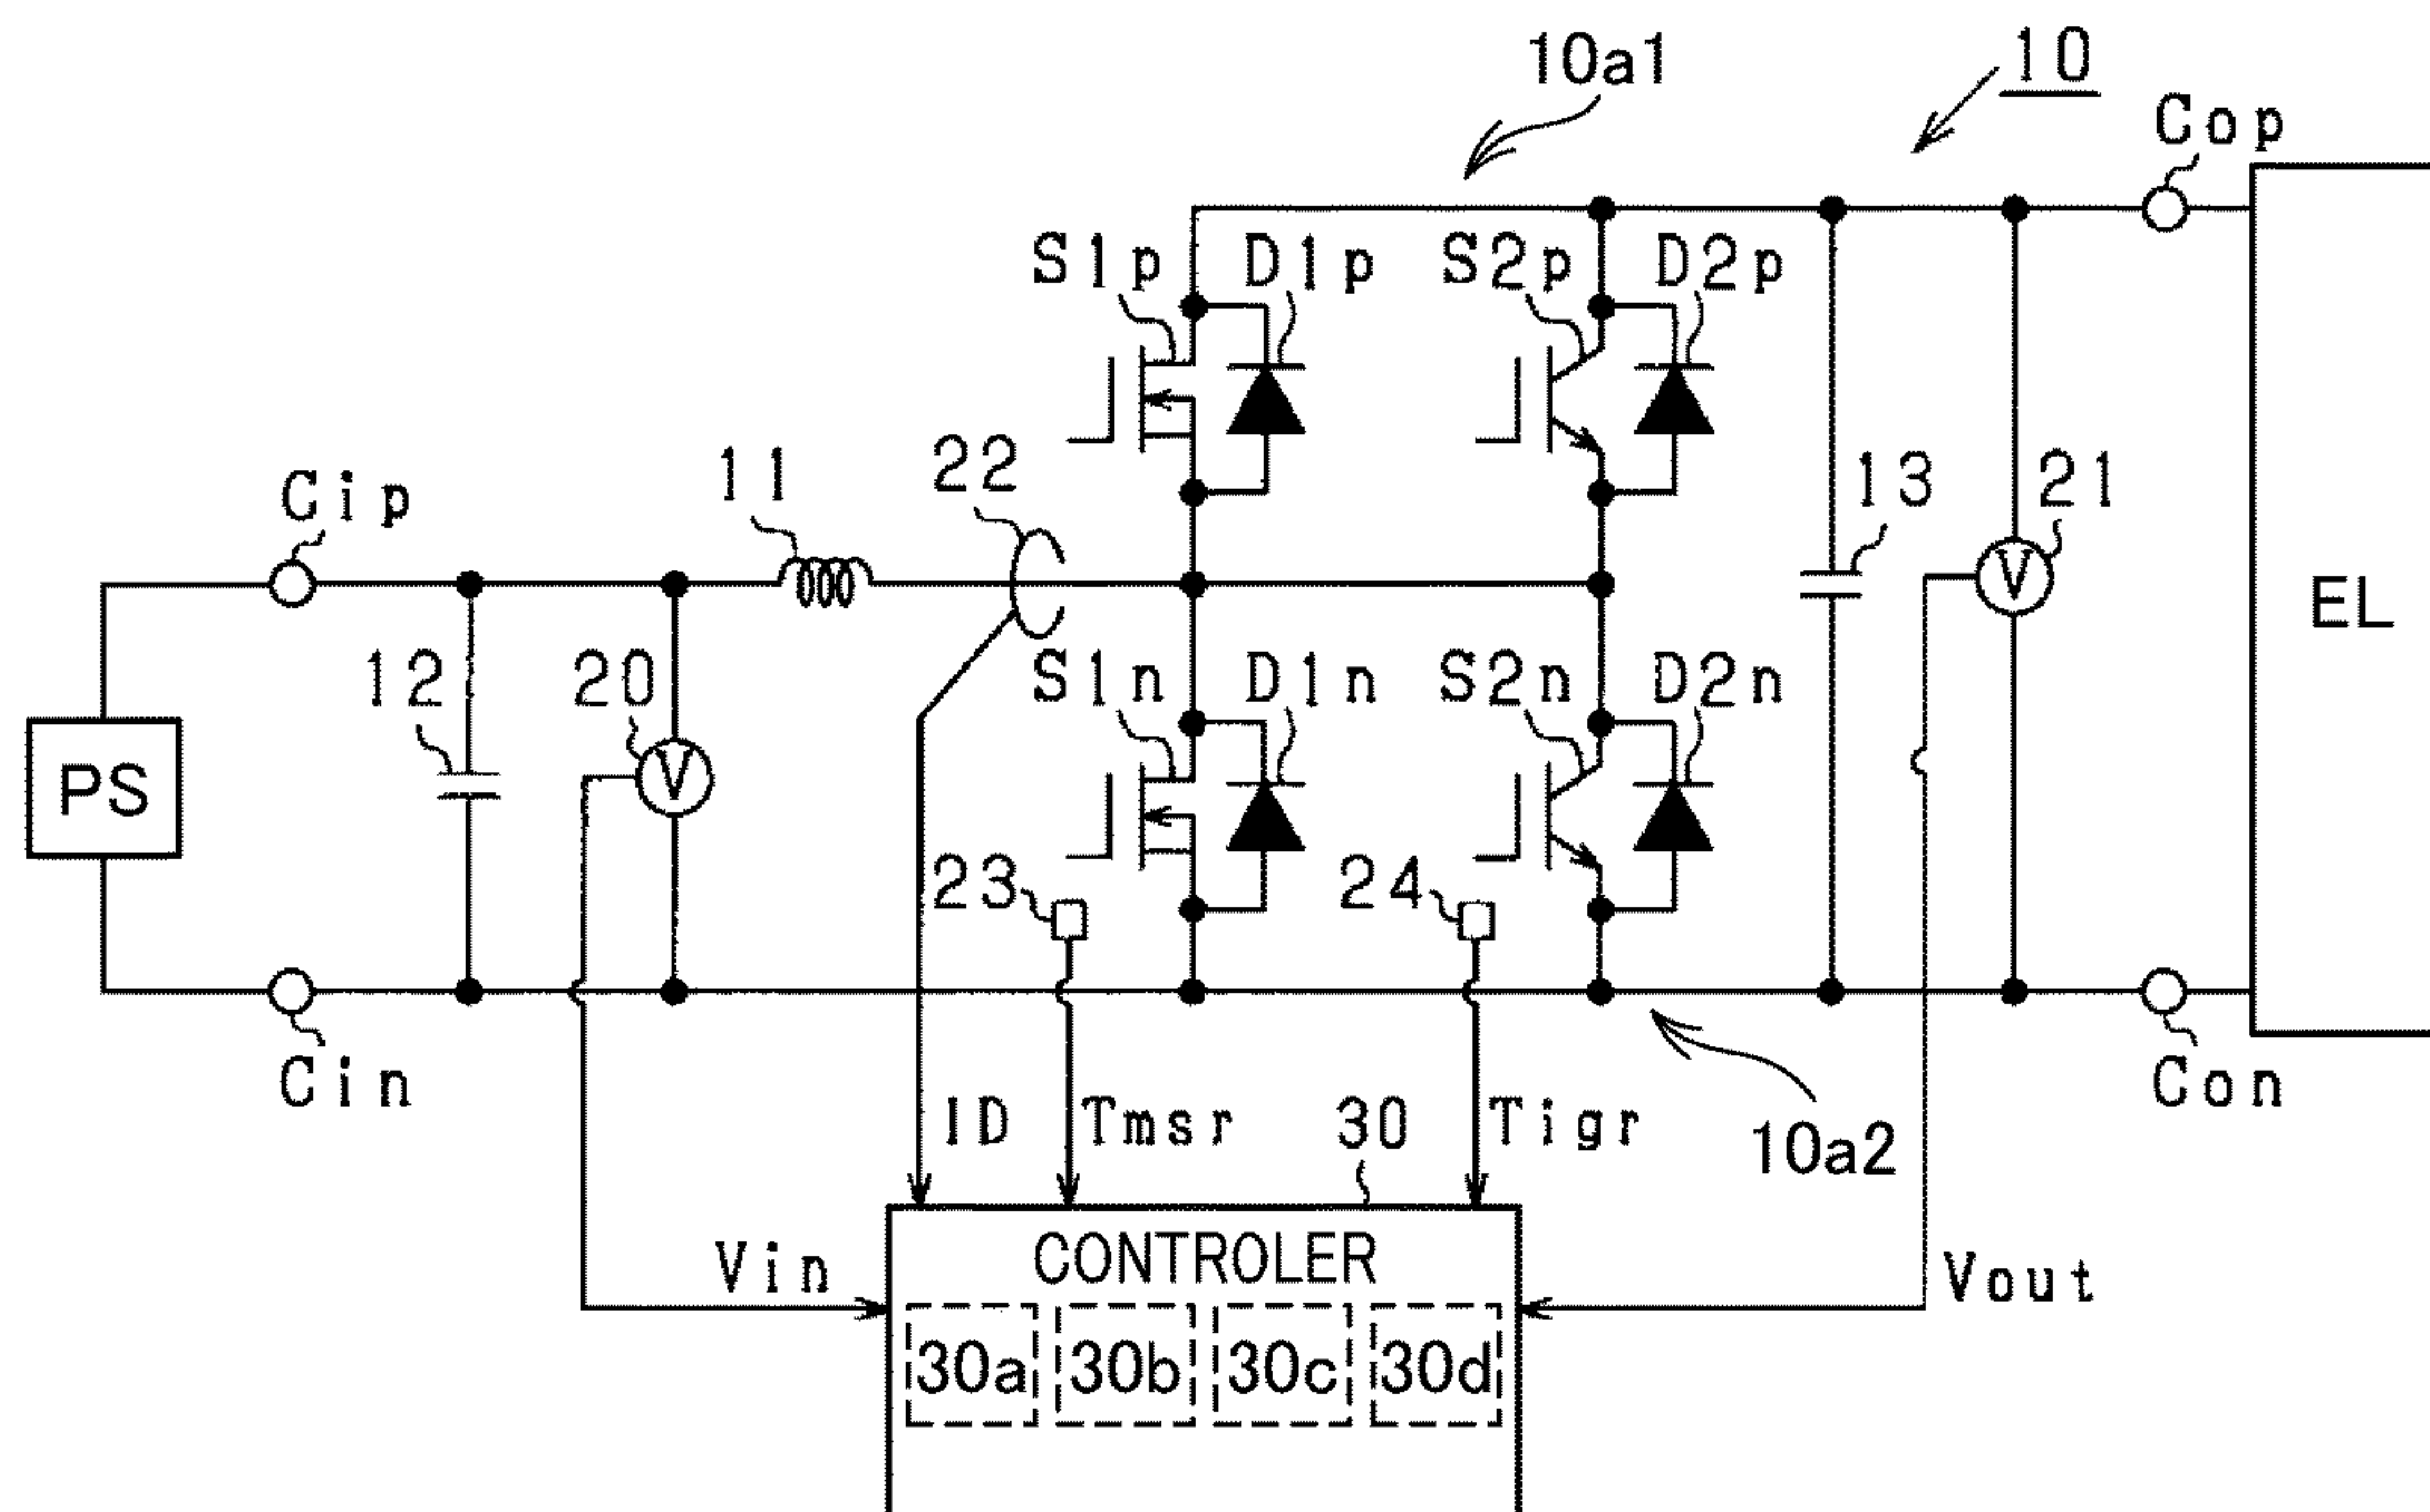 10a1
10
Cop
S1p
D1p
S2p
D2p
Cip
11
22
13
21
V
EL
12
20
S1n
D1n
S2n
D2n
PS
V
23
24
Cin
Con
ID
Tmsr
30
Tigr
10a2
Vin
CONTROLER
Vout
30a
30b
30c
30d